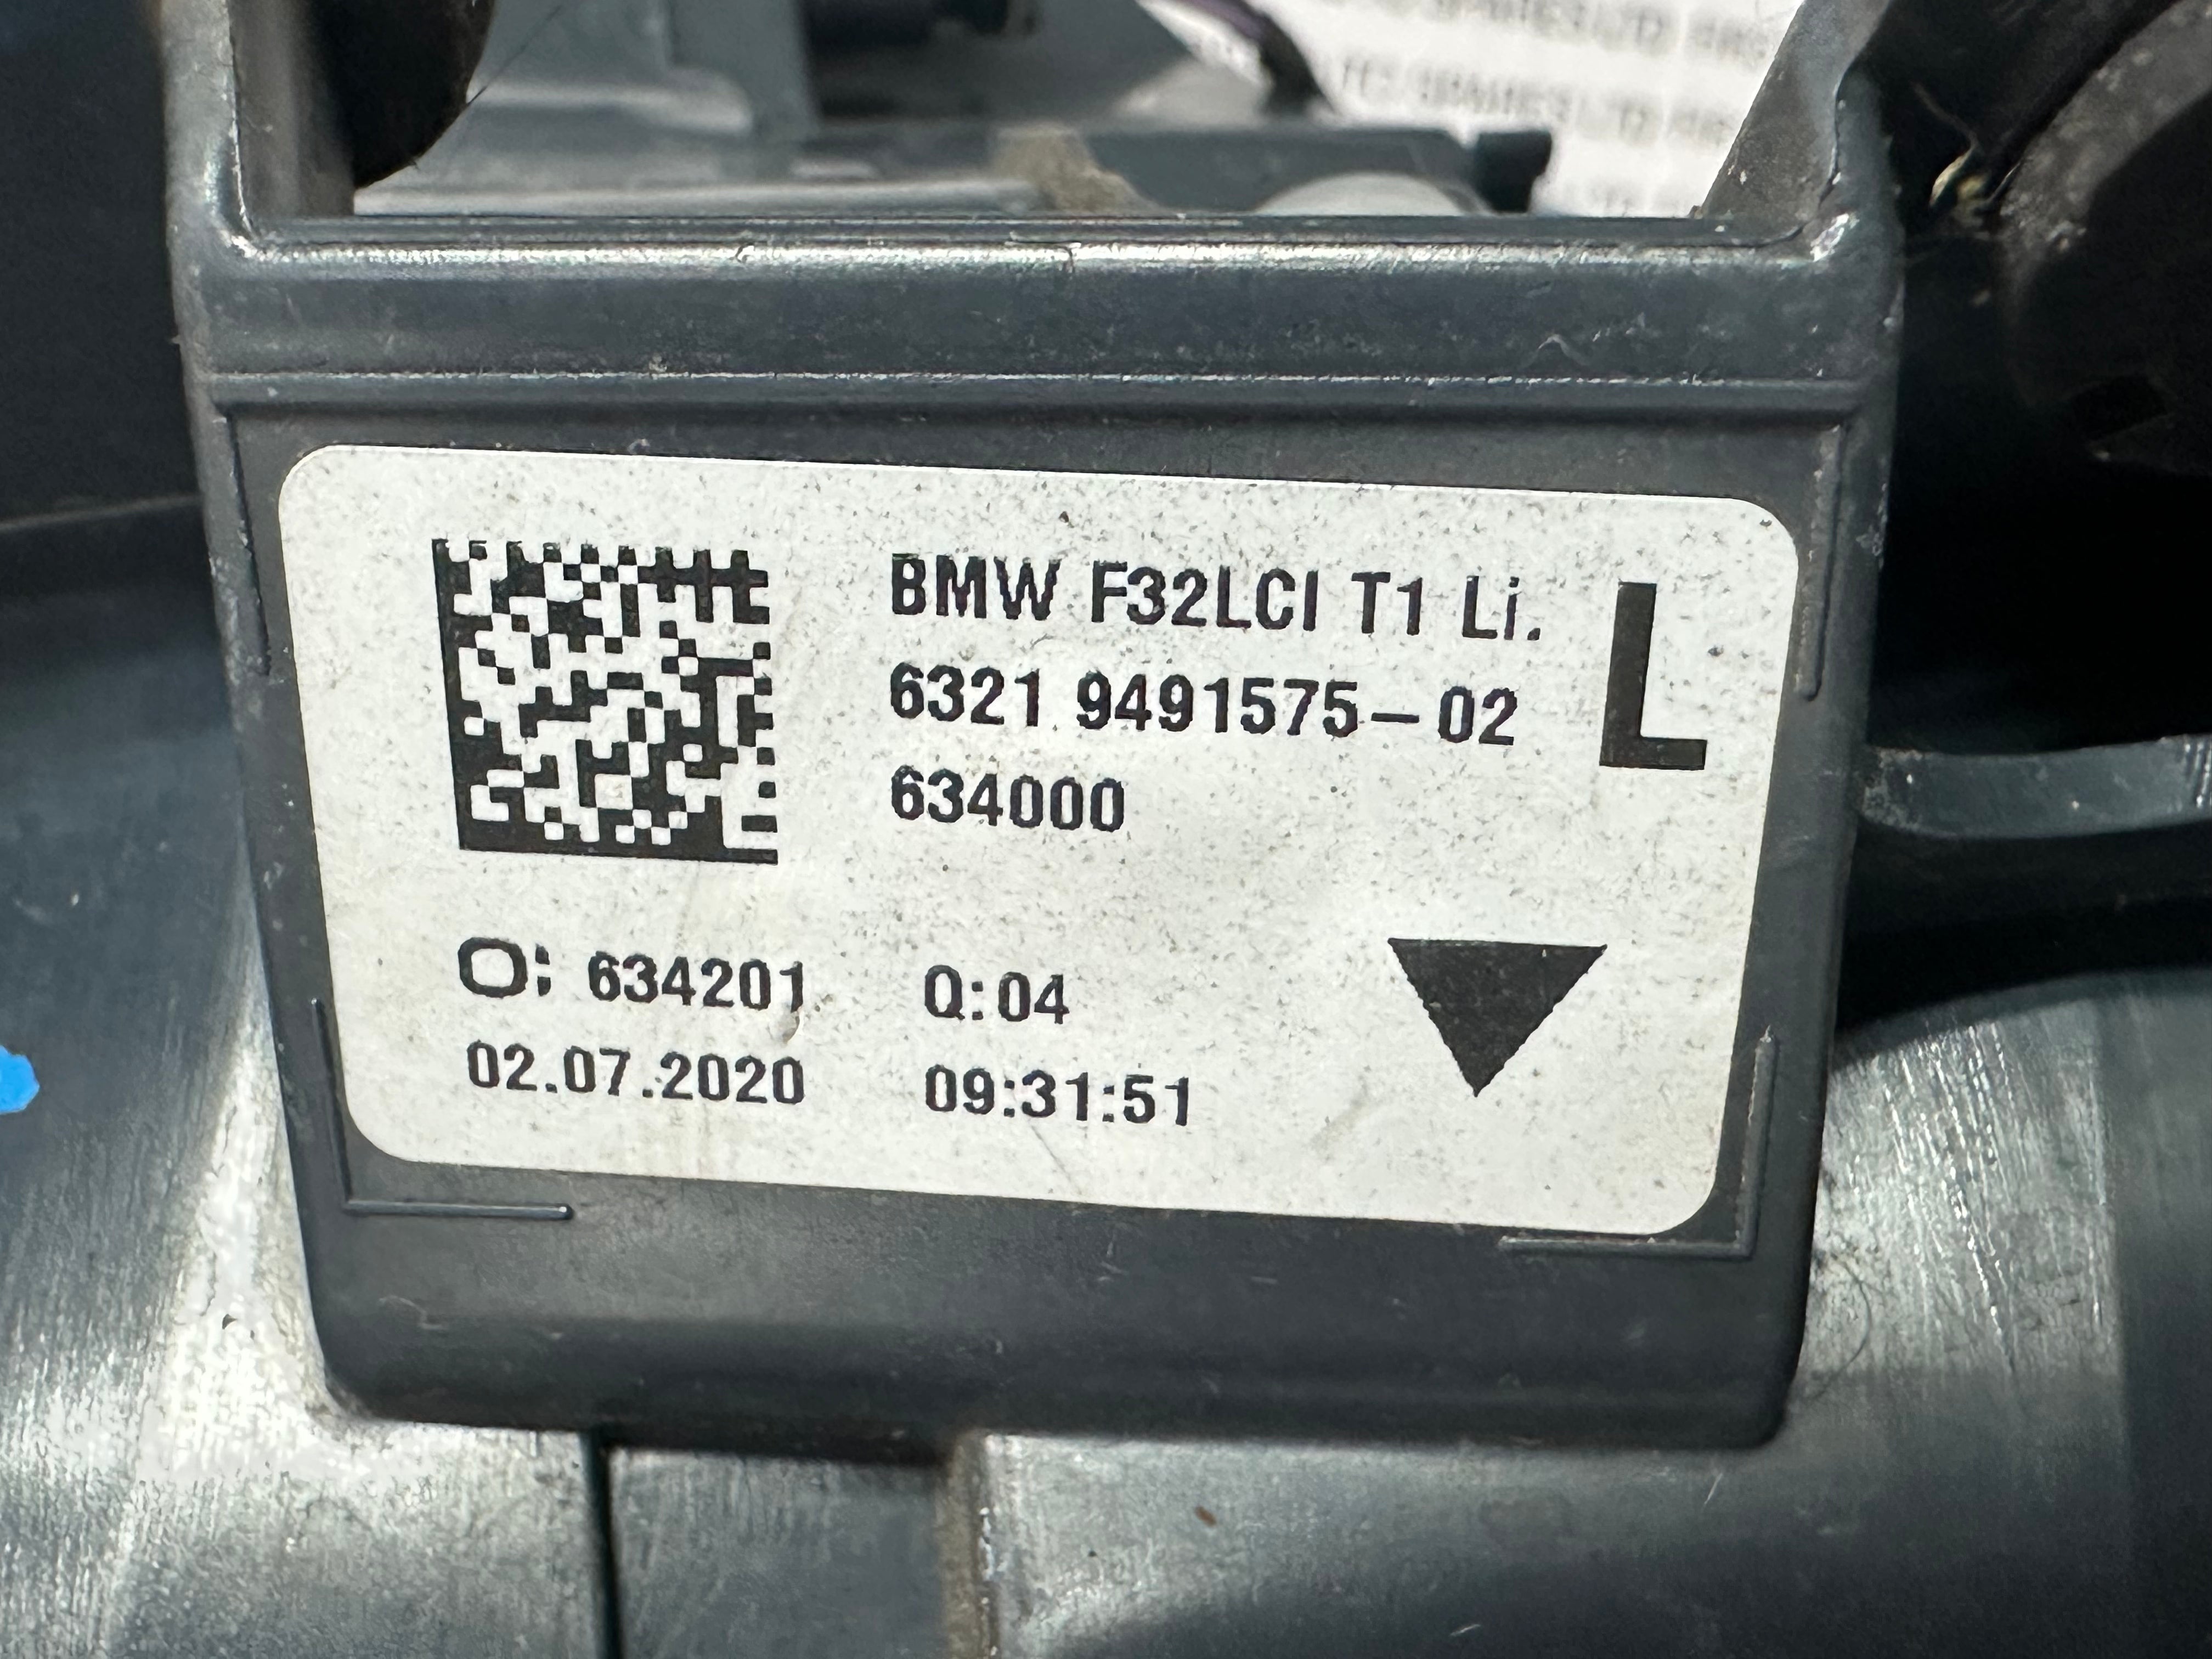 BMW F32LCI T1 Li.
L
6321 9491575-02
634000
O: 634201 Q:04
02.07.2020 09:31:51